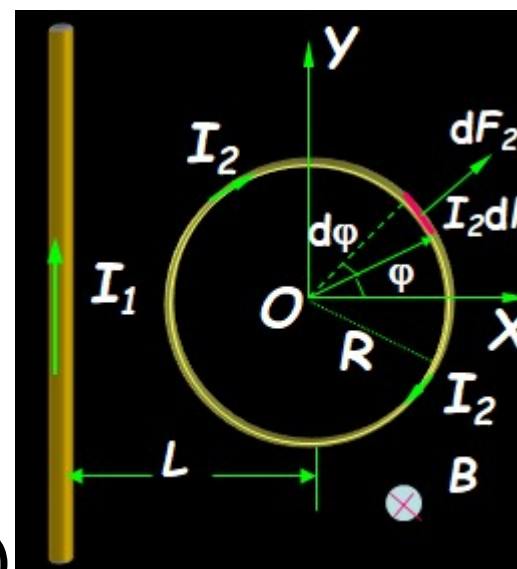 Y
I₂
dF₂
I₂dl
dφ
φ
I₁
O
X
R
I₂
L
B
)